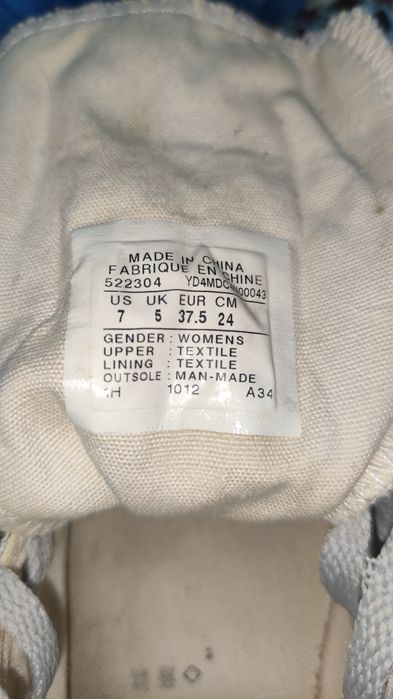 MADE IN CHINA
FABRIQUE EN CHINE
522304
US UK EUR CM
7 5 37.5 24
GENDER : WOMENS
UPPER : TEXTILE
LINING : TEXTILE
OUTSOLE : MAN-MADE
1012 A34